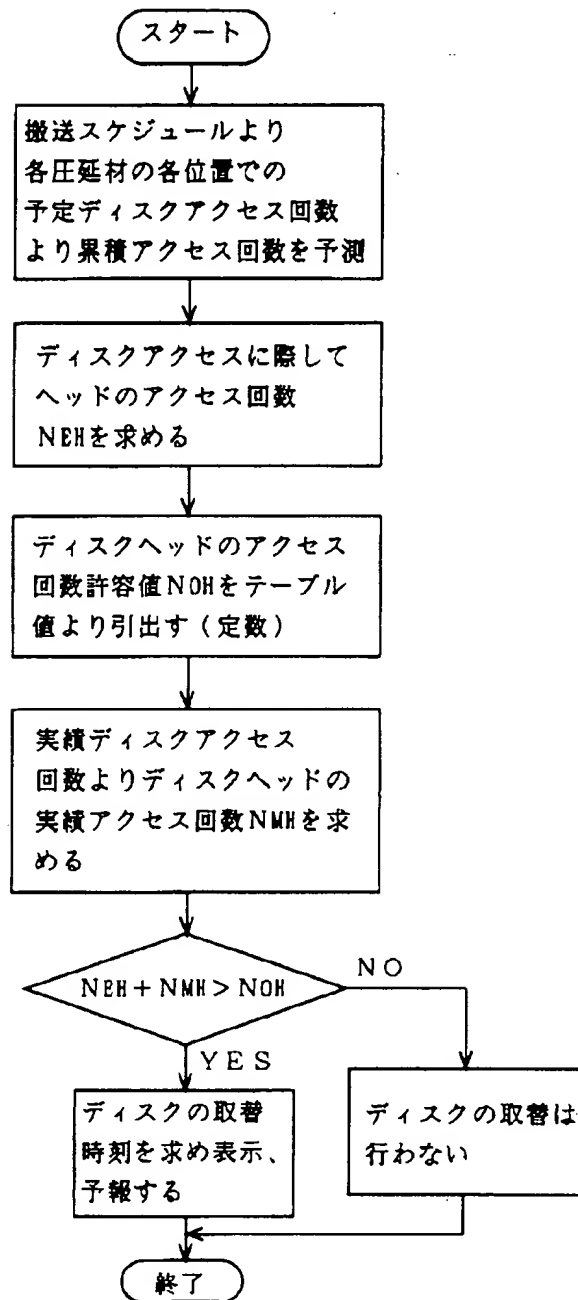 スタート
搬送スケジュールより
各圧延材の各位置での
予定ディスクアクセス回数
より累積アクセス回数を予測
ディスクアクセスに際して
ヘッドのアクセス回数
NEHを求める
ディスクヘッドのアクセス
回数許容値NOHをテーブル
値より引出す(定数)
実績ディスクアクセス
回数よりディスクヘッドの
実績アクセス回数NMHを求
める
NEH+NMH>NOH
NO
YES
ディスクの取替
時刻を求め表示、
予報する
ディスクの取替は
行わない
終了